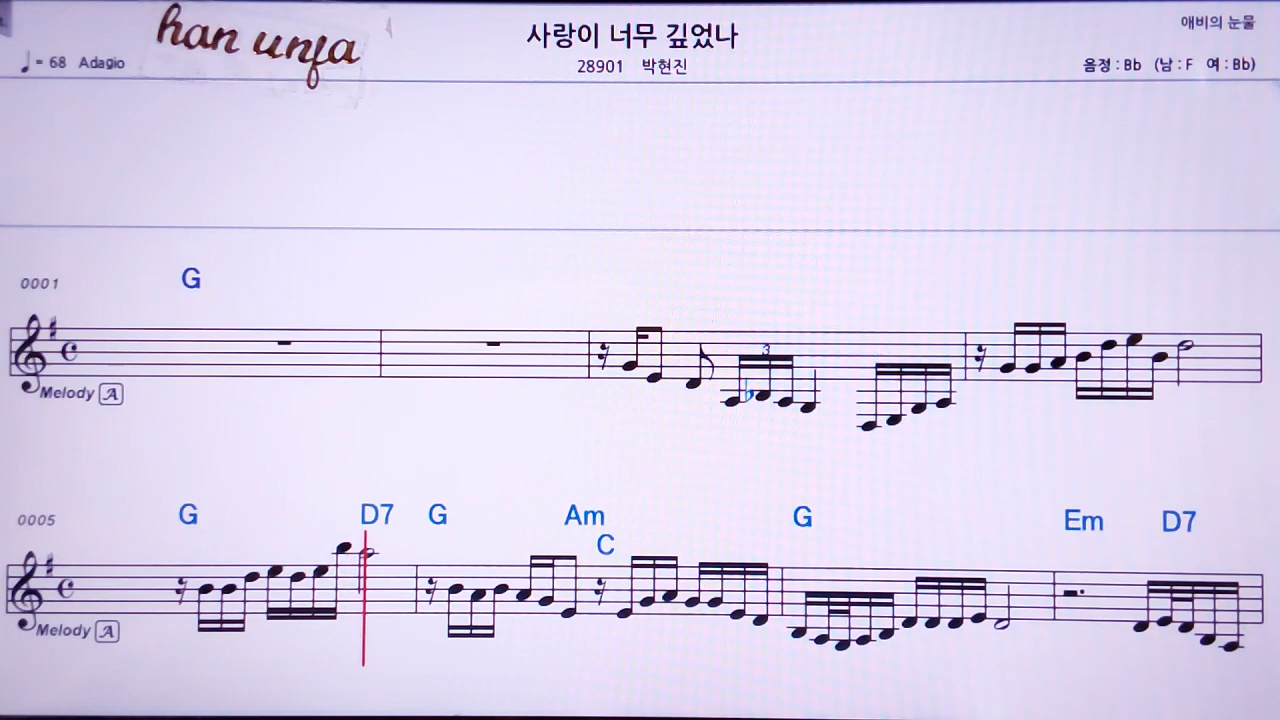 han unfa
사랑이 너무 깊었나
애비의 눈물
♩= 68 Adagio
28901 박현진
음정 : Bb (남 : F 여 : Bb)
0001
G
3
Melody A
0005
G D7 G Am G Em D7
C
Melody A